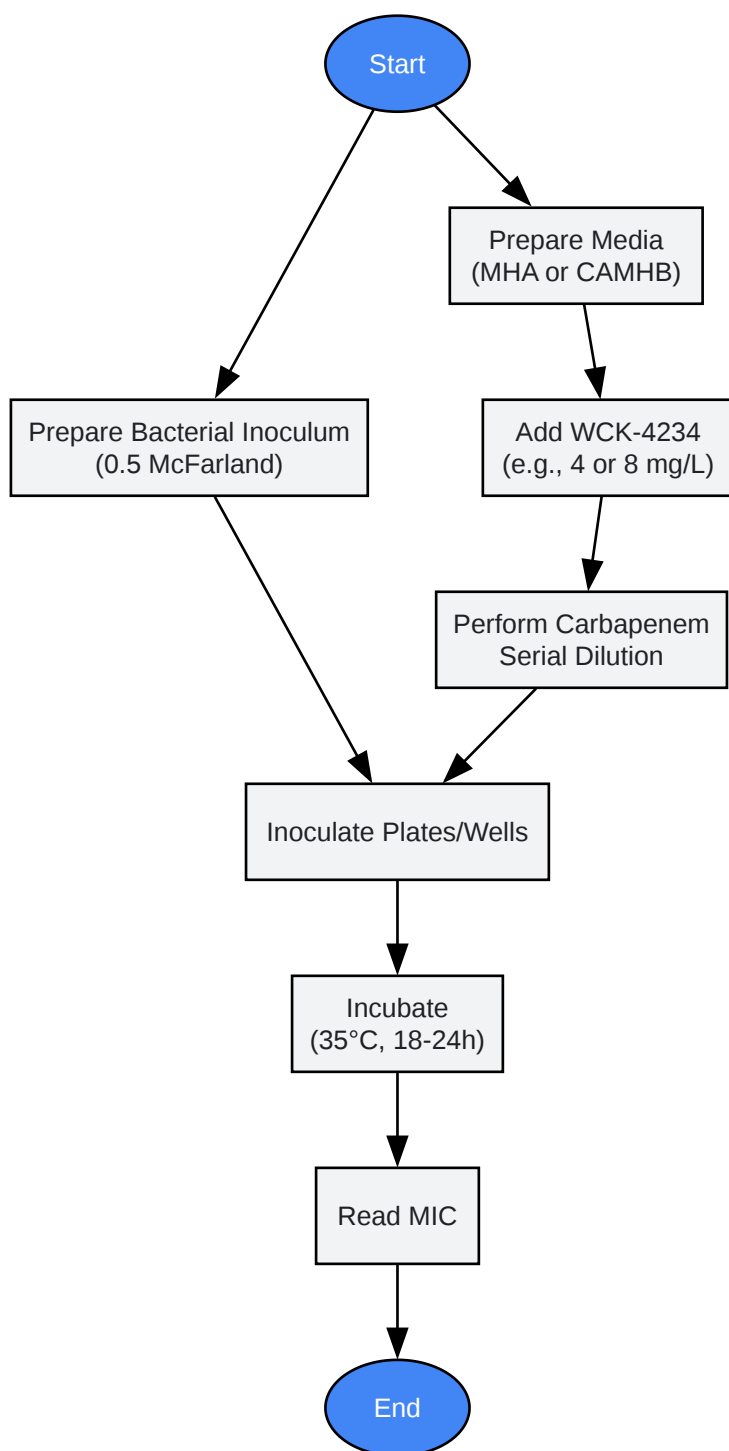 Start
Prepare Media
(MHA or CAMHB)
Prepare Bacterial Inoculum
(0.5 McFarland)
Add WCK-4234
(e.g., 4 or 8 mg/L)
Perform Carbapenem
Serial Dilution
Inoculate Plates/Wells
Incubate
(35°C, 18-24h)
Read MIC
End